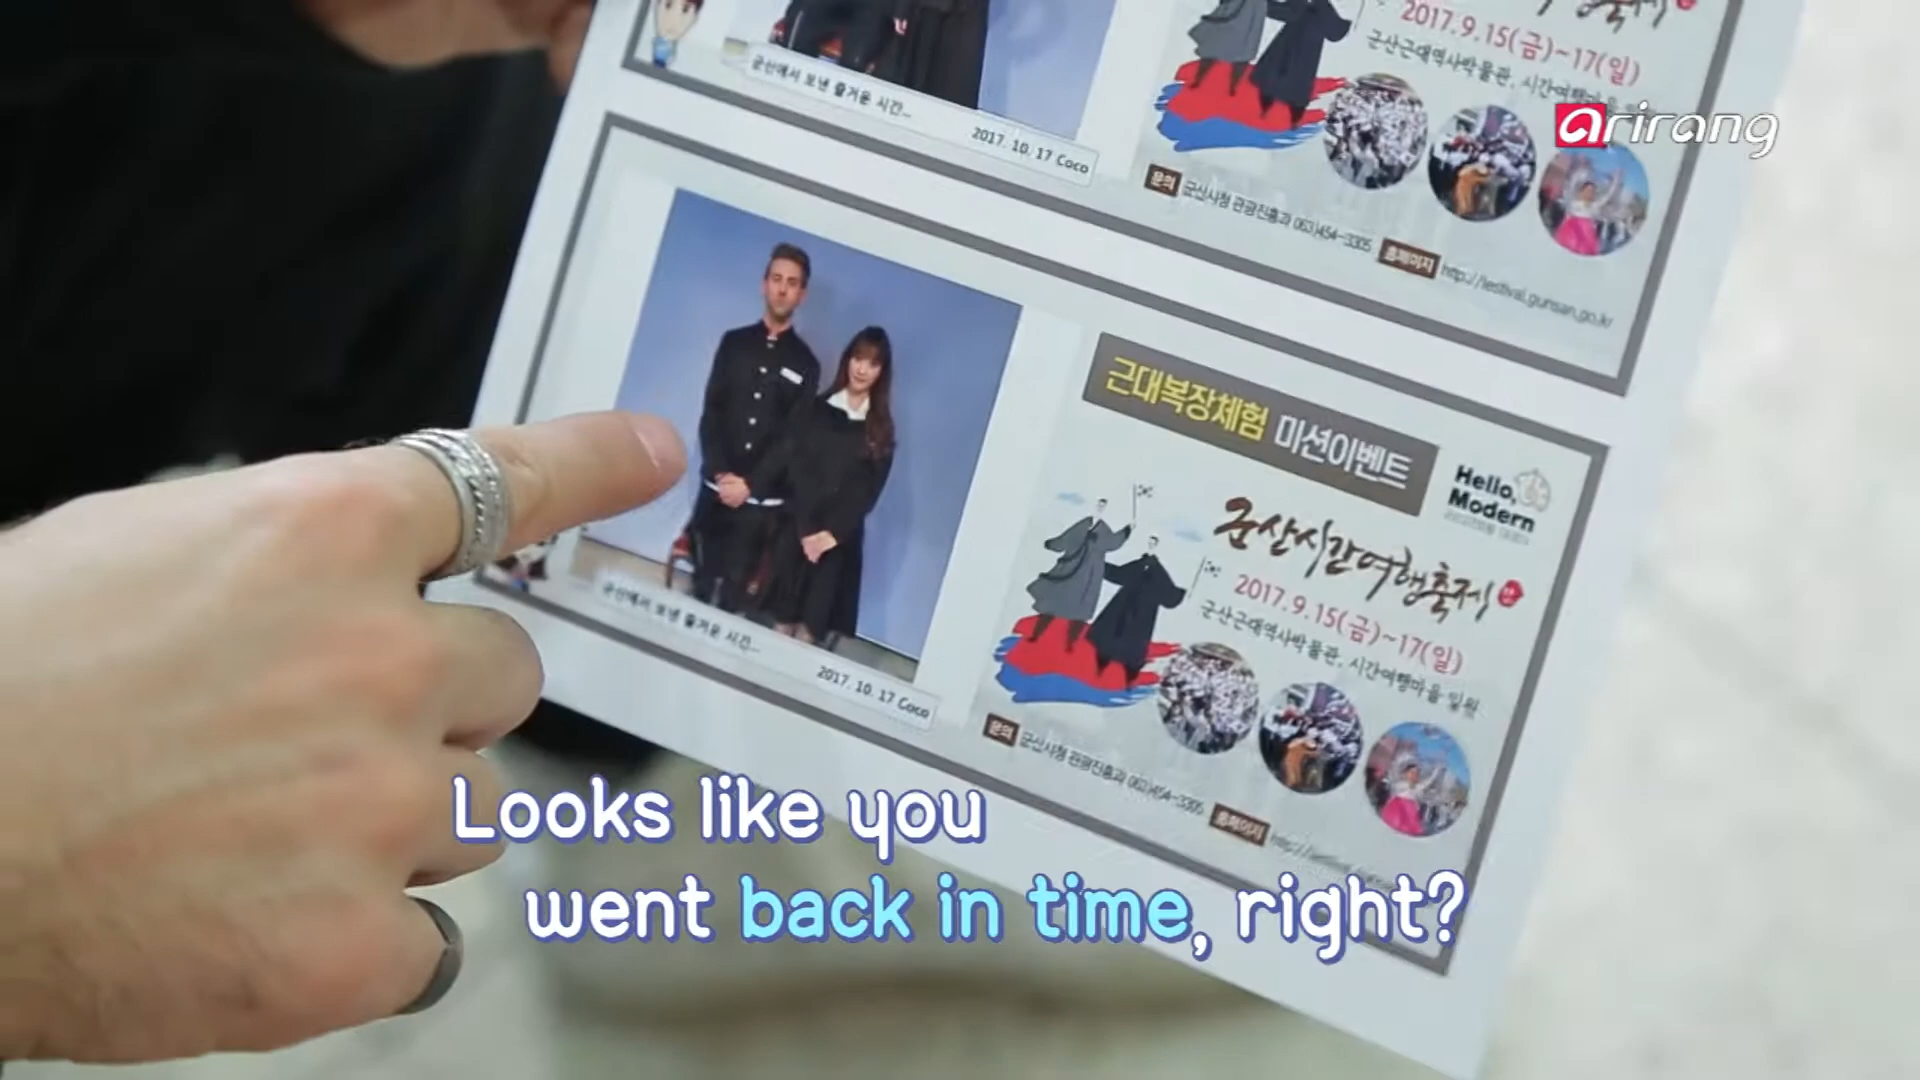 2017.9.15(금)~17(일)
군산근대역사박물관, 시간여행마을
arirang
군산에서 보낸 즐거운 시간...
2017. 10. 17 Coco
문의 군산시청 관광진흥과 063)454-3305 홈페이지 http://festival.gunsan.go.kr
근대복장체험 미션이벤트
Hello,
Modern
군산시간여행축제
2017.9.15(금)~17(일)
군산근대역사박물관, 시간여행마을 일원
군산에서 보낸 즐거운 시간...
2017. 10. 17 Coco
문의 군산시청 관광진흥과 063)454-3305 홈페이지
Looks like you
went back in time, right?